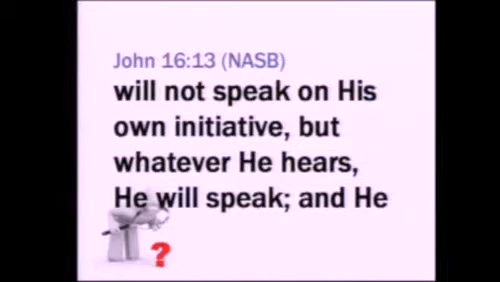 John 16:13 (NASB)
will not speak on His
own initiative, but
whatever He hears,
He will speak; and He
?